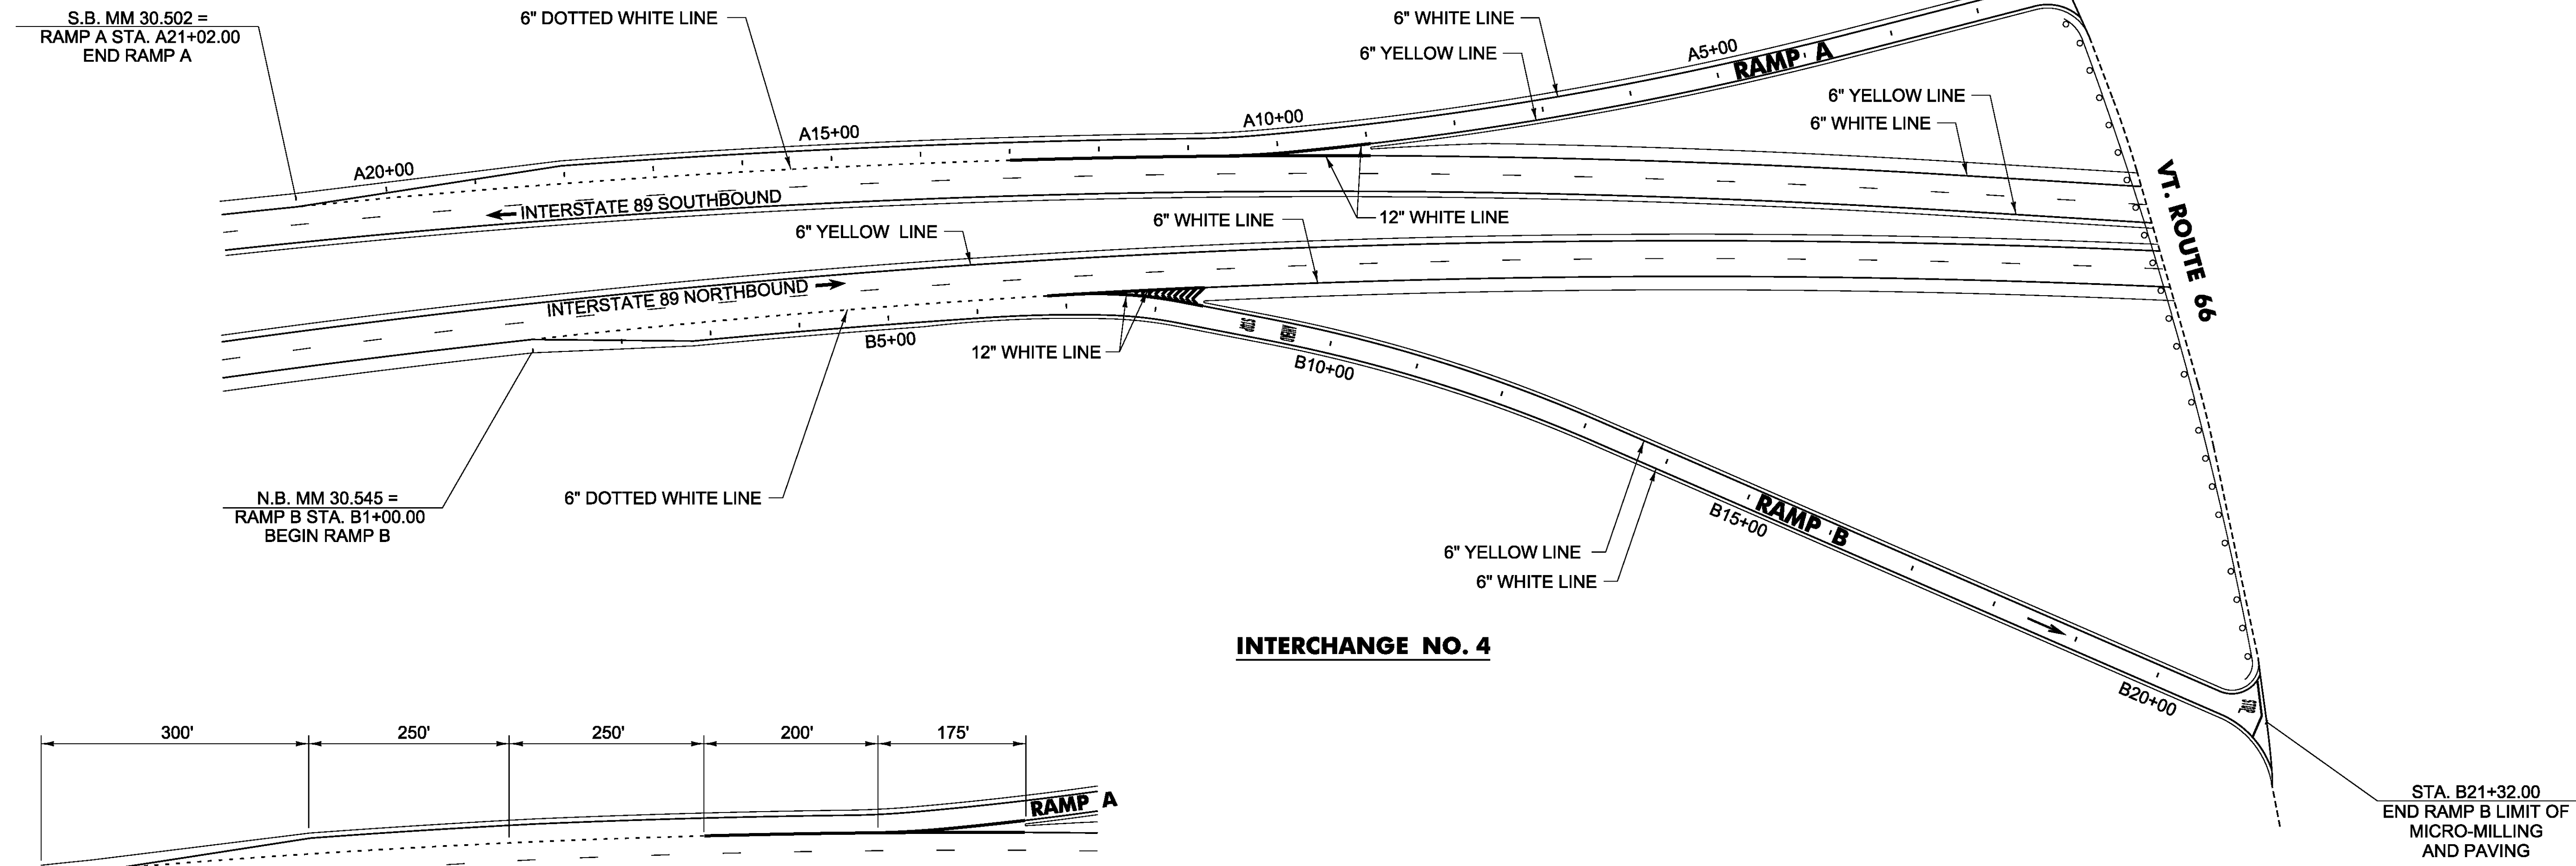 S.B. MM 30.502 =
RAMP A STA. A21+02.00
END RAMP A
6" DOTTED WHITE LINE
6" WHITE LINE
6" YELLOW LINE
A5+00
RAMP A
6" YELLOW LINE
6" WHITE LINE
A10+00
A15+00
A20+00
INTERSTATE 89 SOUTHBOUND
12" WHITE LINE
6" WHITE LINE
6" YELLOW LINE
VT. ROUTE 66
INTERSTATE 89 NORTHBOUND
B5+00
12" WHITE LINE
STOP
AHEAD
B10+00
N.B. MM 30.545 =
RAMP B STA. B1+00.00
BEGIN RAMP B
6" DOTTED WHITE LINE
RAMP B
B15+00
6" YELLOW LINE
6" WHITE LINE
INTERCHANGE NO. 4
B20+00
STOP
300'
250'
250'
200'
175'
RAMP A
STA. B21+32.00
END RAMP B LIMIT OF
MICRO-MILLING
AND PAVING